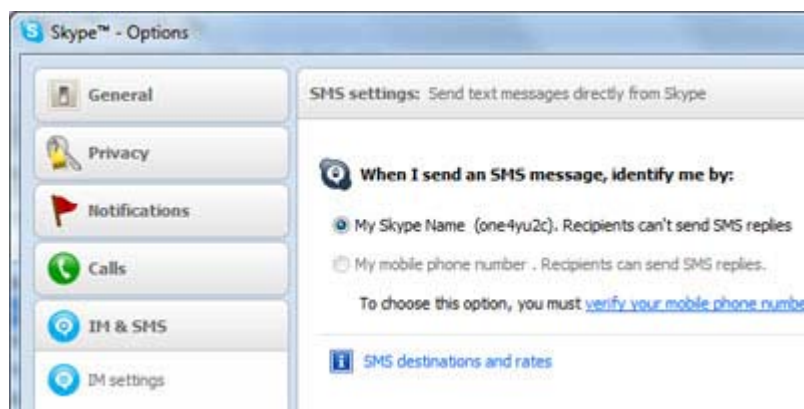 Skype™ - Options
General
Privacy
Notifications
Calls
IM & SMS
IM settings
SMS settings: Send text messages directly from Skype
When I send an SMS message, identify me by:
My Skype Name (one4yu2c). Recipients can't send SMS replies
My mobile phone number . Recipients can send SMS replies.
To choose this option, you must verify your mobile phone numbe
SMS destinations and rates